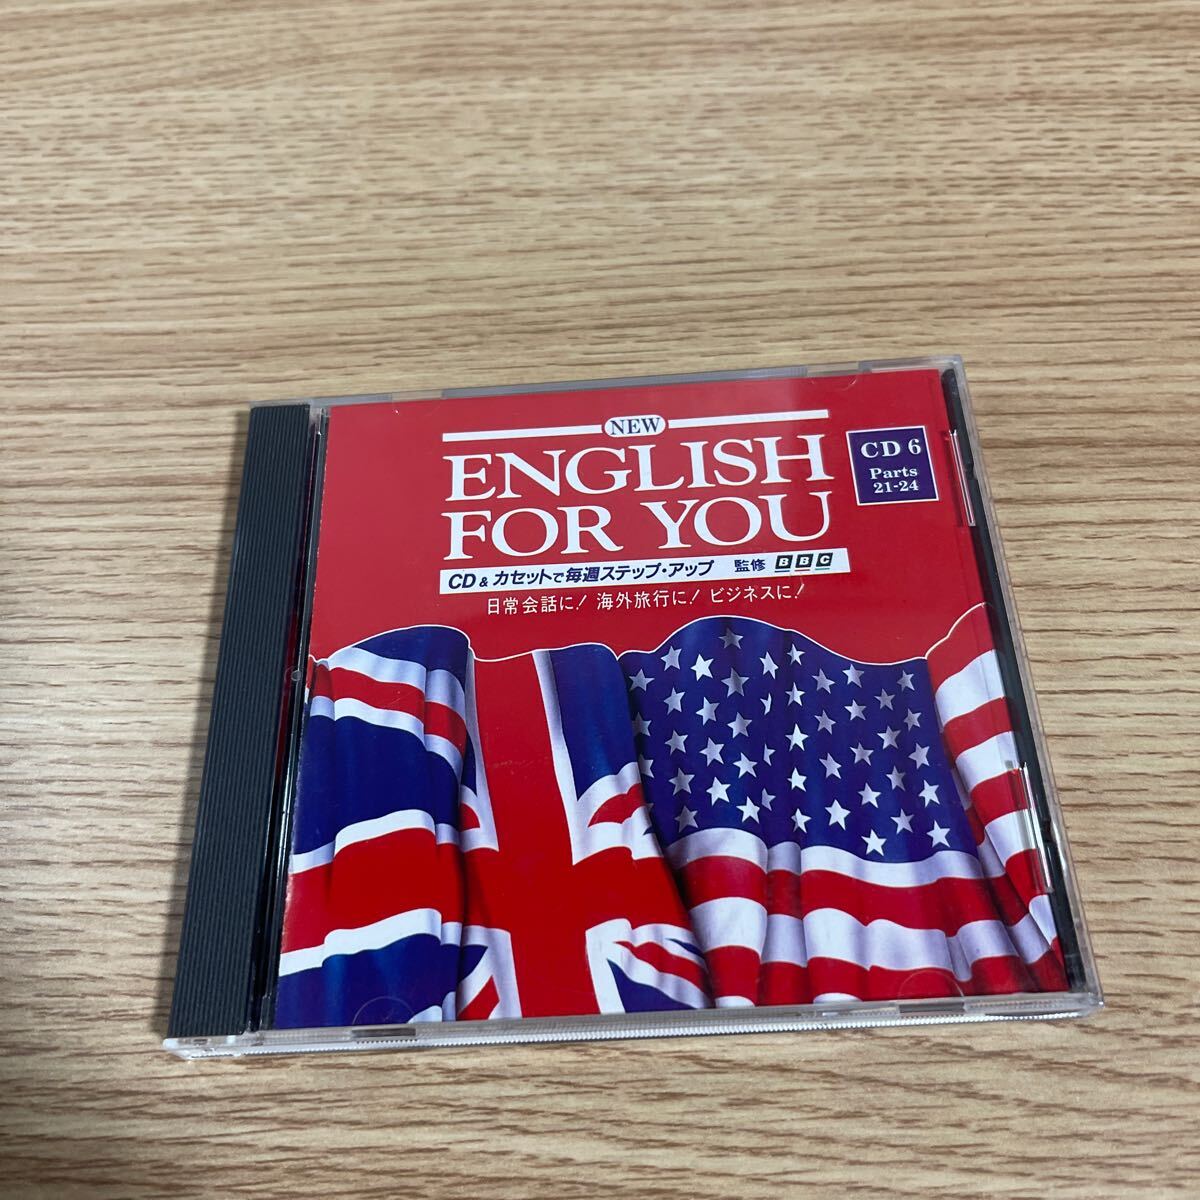 NEW
ENGLISH
FOR YOU
CD 6
Parts
21-24
CD & カセットで毎週ステップ・アップ 監修 BBC
日常会話に! 海外旅行に! ビジネスに!